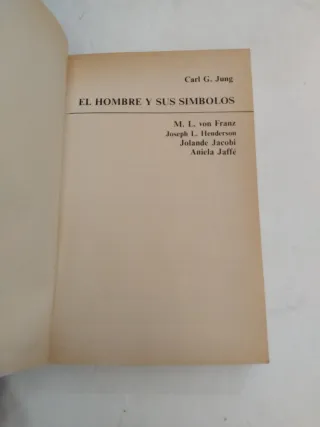 Carl G. Jung
EL HOMBRE Y SUS SIMBOLOS
M. L. von Franz
Joseph L. Henderson
Jolande Jacobi
Aniela Jaffé